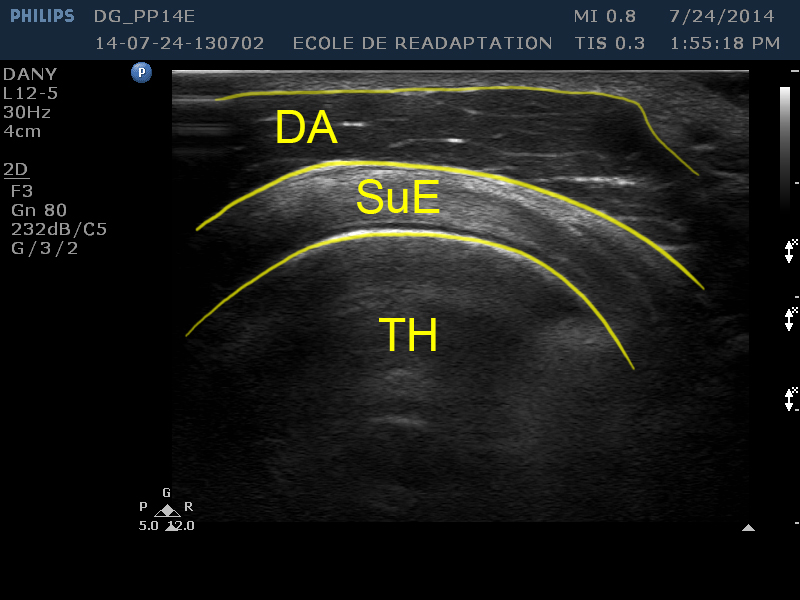 PHILIPS DG_PP14E MI 0.8 7/24/2014
14-07-24-130702 ECOLE DE READAPTATION TIS 0.3 1:55:18 PM
DANY
L12-5
30Hz
4cm
P
2D
F3
Gn 80
232dB/C5
G/3/2
DA
SuE
TH
G
P R
5.0 12.0